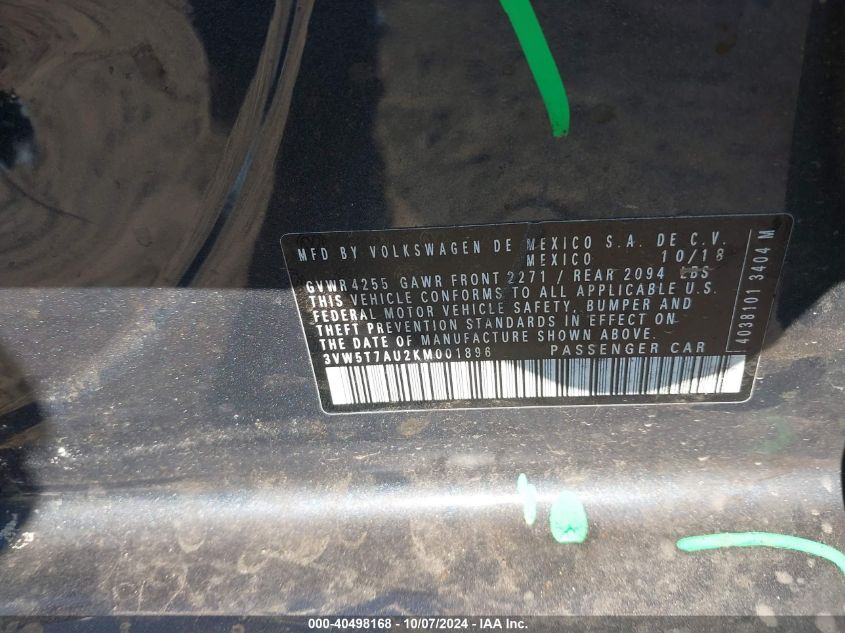 MFD BY VOLKSWAGEN DE MEXICO S.A. DE C.V.
MEXICO 10/18
GVWR 4255 GAWR FRONT 2271 / REAR 2094 LBS
THIS VEHICLE CONFORMS TO ALL APPLICABLE U.S.
FEDERAL MOTOR VEHICLE SAFETY, BUMPER AND
THEFT PREVENTION STANDARDS IN EFFECT ON
THE DATE OF MANUFACTURE SHOWN ABOVE.
3VW5T7AU2KM001896 PASSENGER CAR
4038101 3404 M
000-40498168 - 10/07/2024 - IAA Inc.